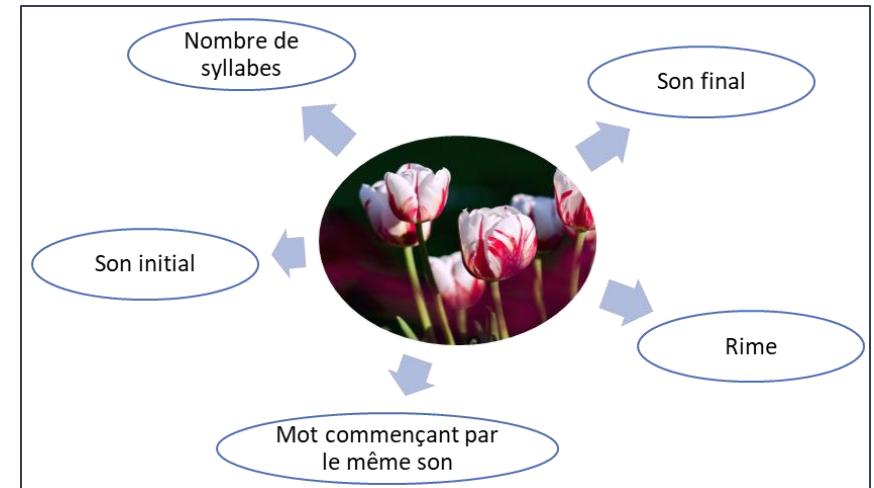 Nombre de
syllabes
Son final
Son initial
Rime
Mot commençant par
le même son